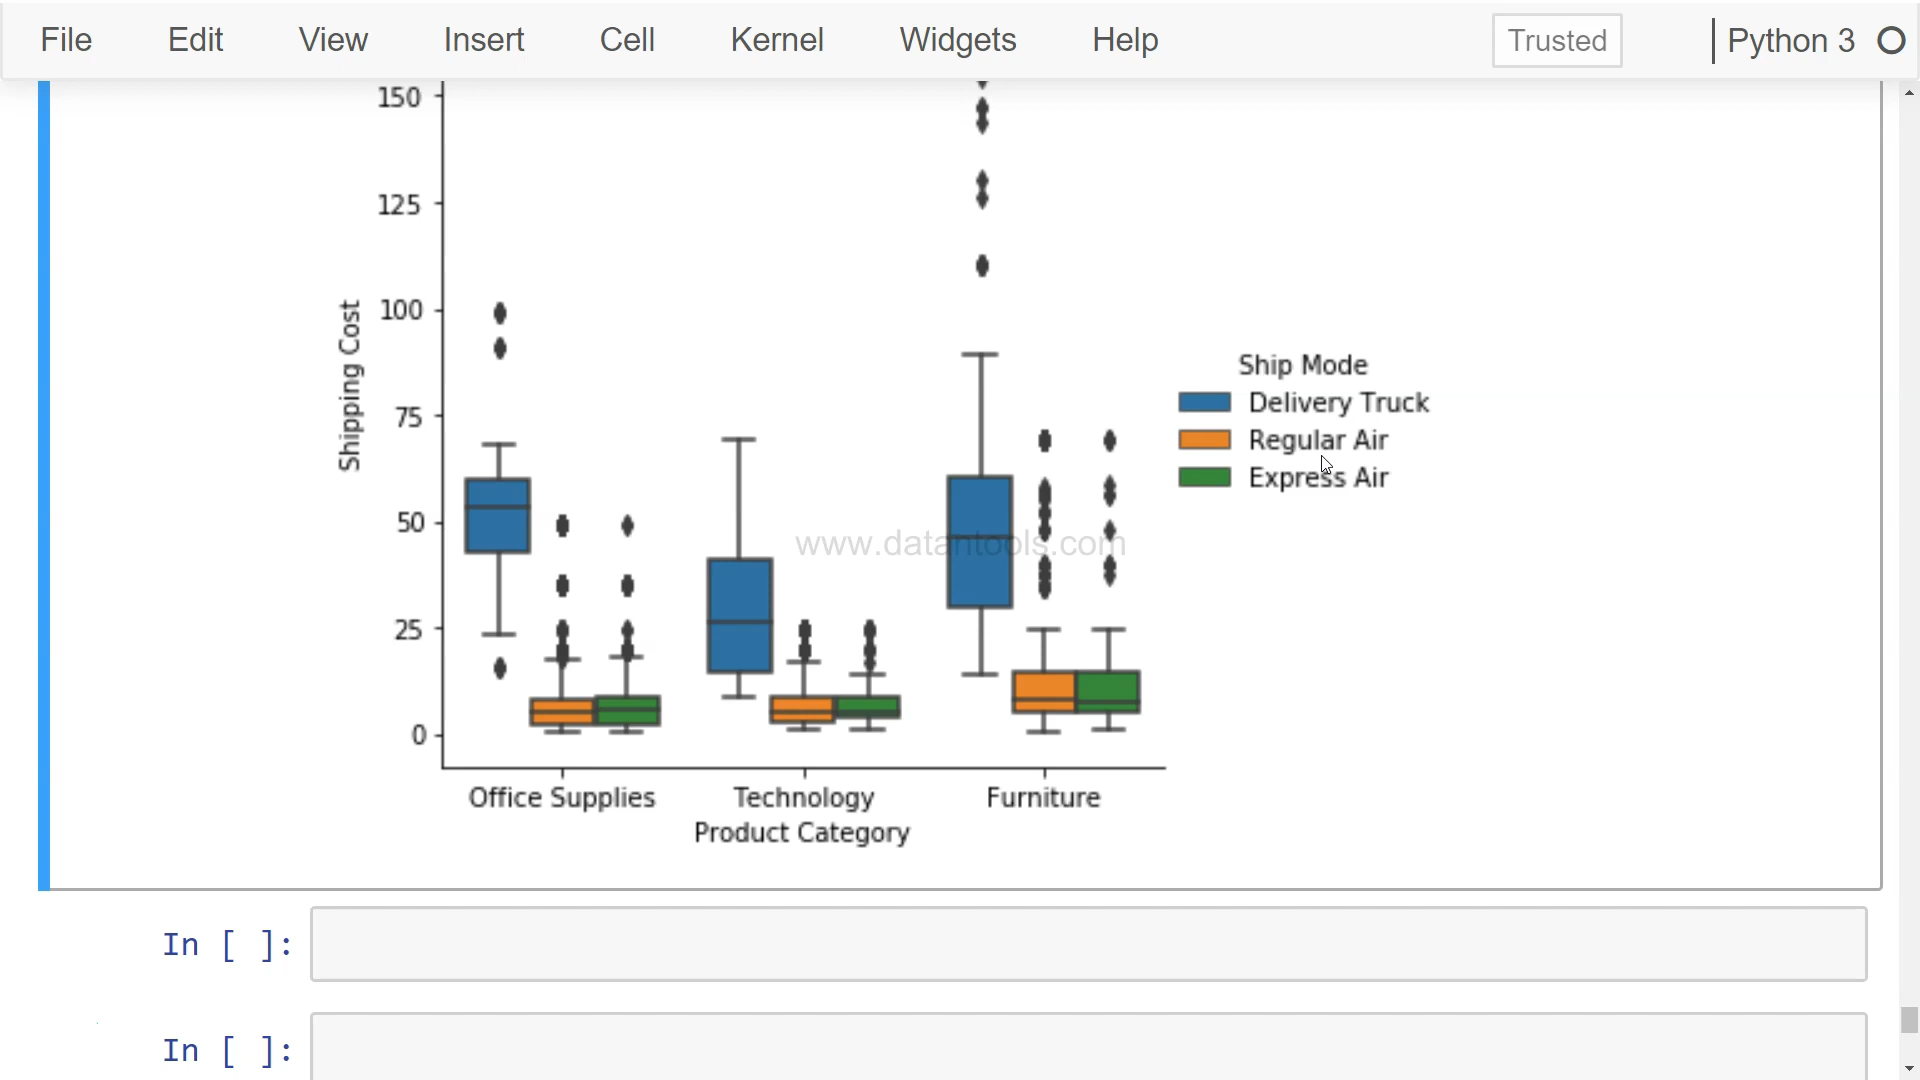 File Edit View Insert Cell Kernel Widgets Help Trusted Python 3
150
125
100
75
50
25
0
Shipping Cost
Ship Mode
Delivery Truck
Regular Air
Express Air
www.datantools.com
Office Supplies Technology Furniture
Product Category
In [ ]:
In [ ]: